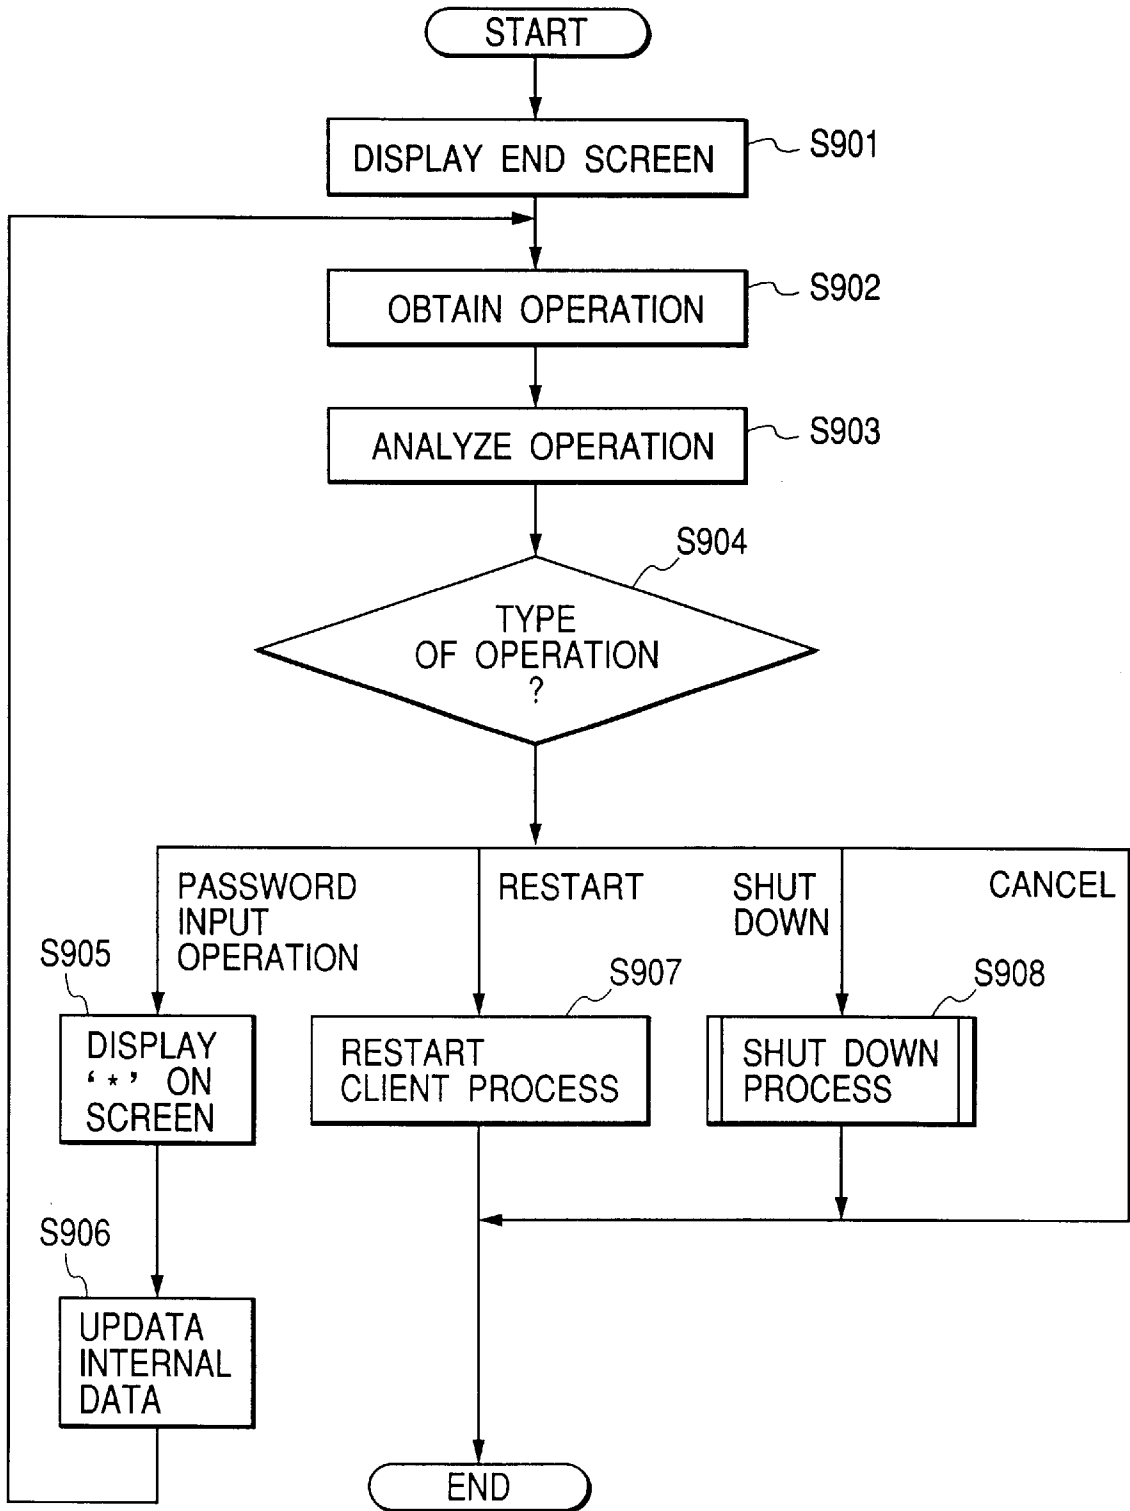 START
DISPLAY END SCREEN
S901
OBTAIN OPERATION
S902
ANALYZE OPERATION
S903
S904
TYPE
OF OPERATION
?
PASSWORD
INPUT
OPERATION
RESTART
SHUT
DOWN
CANCEL
S905
DISPLAY
‘*’ ON
SCREEN
S907
RESTART
CLIENT PROCESS
S908
SHUT DOWN
PROCESS
S906
UPDATA
INTERNAL
DATA
END